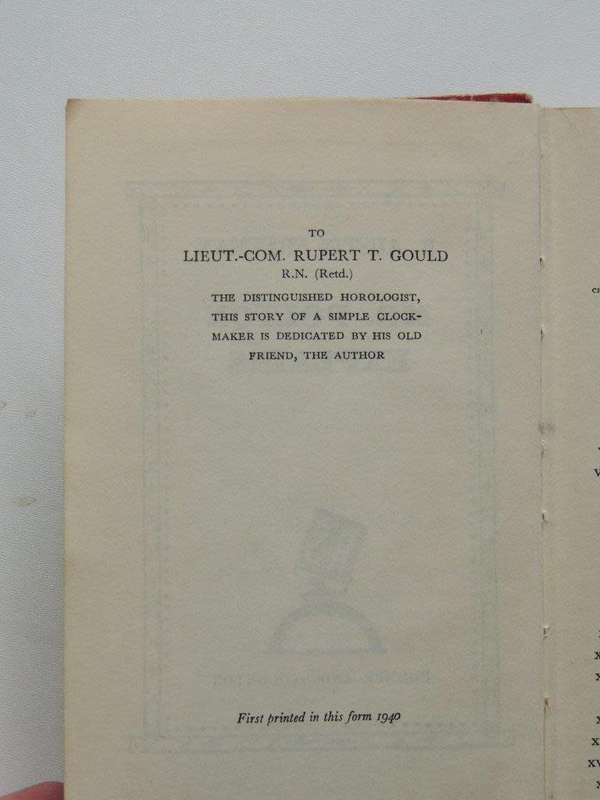 TO
LIEUT.-COM. RUPERT T. GOULD
R.N. (Retd.)
THE DISTINGUISHED HOROLOGIST,
THIS STORY OF A SIMPLE CLOCK-
MAKER IS DEDICATED BY HIS OLD
FRIEND, THE AUTHOR
First printed in this form 1940